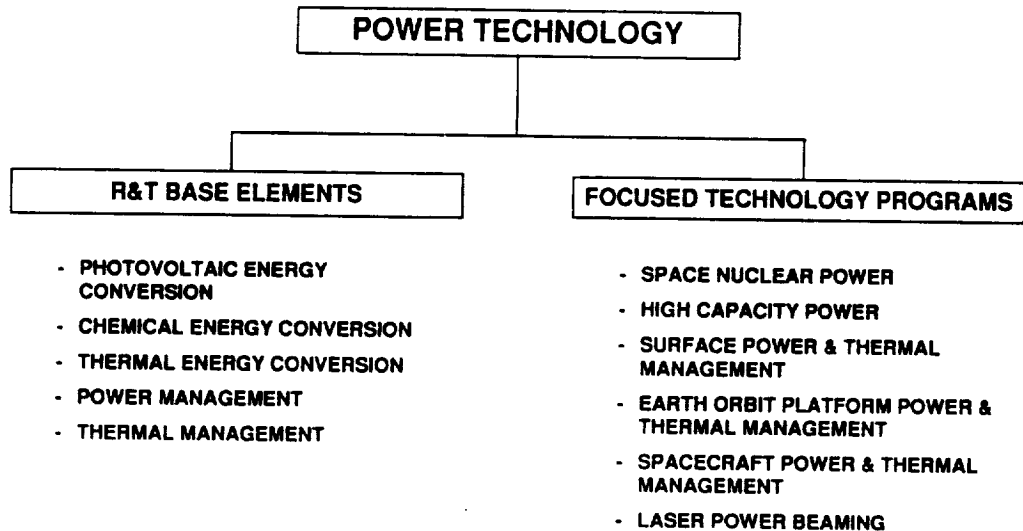 POWER TECHNOLOGY
R&T BASE ELEMENTS
- PHOTOVOLTAIC ENERGY
CONVERSION
- CHEMICAL ENERGY CONVERSION
- THERMAL ENERGY CONVERSION
- POWER MANAGEMENT
- THERMAL MANAGEMENT
FOCUSED TECHNOLOGY PROGRAMS
- SPACE NUCLEAR POWER
- HIGH CAPACITY POWER
- SURFACE POWER & THERMAL
MANAGEMENT
- EARTH ORBIT PLATFORM POWER &
THERMAL MANAGEMENT
- SPACECRAFT POWER & THERMAL
MANAGEMENT
- LASER POWER BEAMING